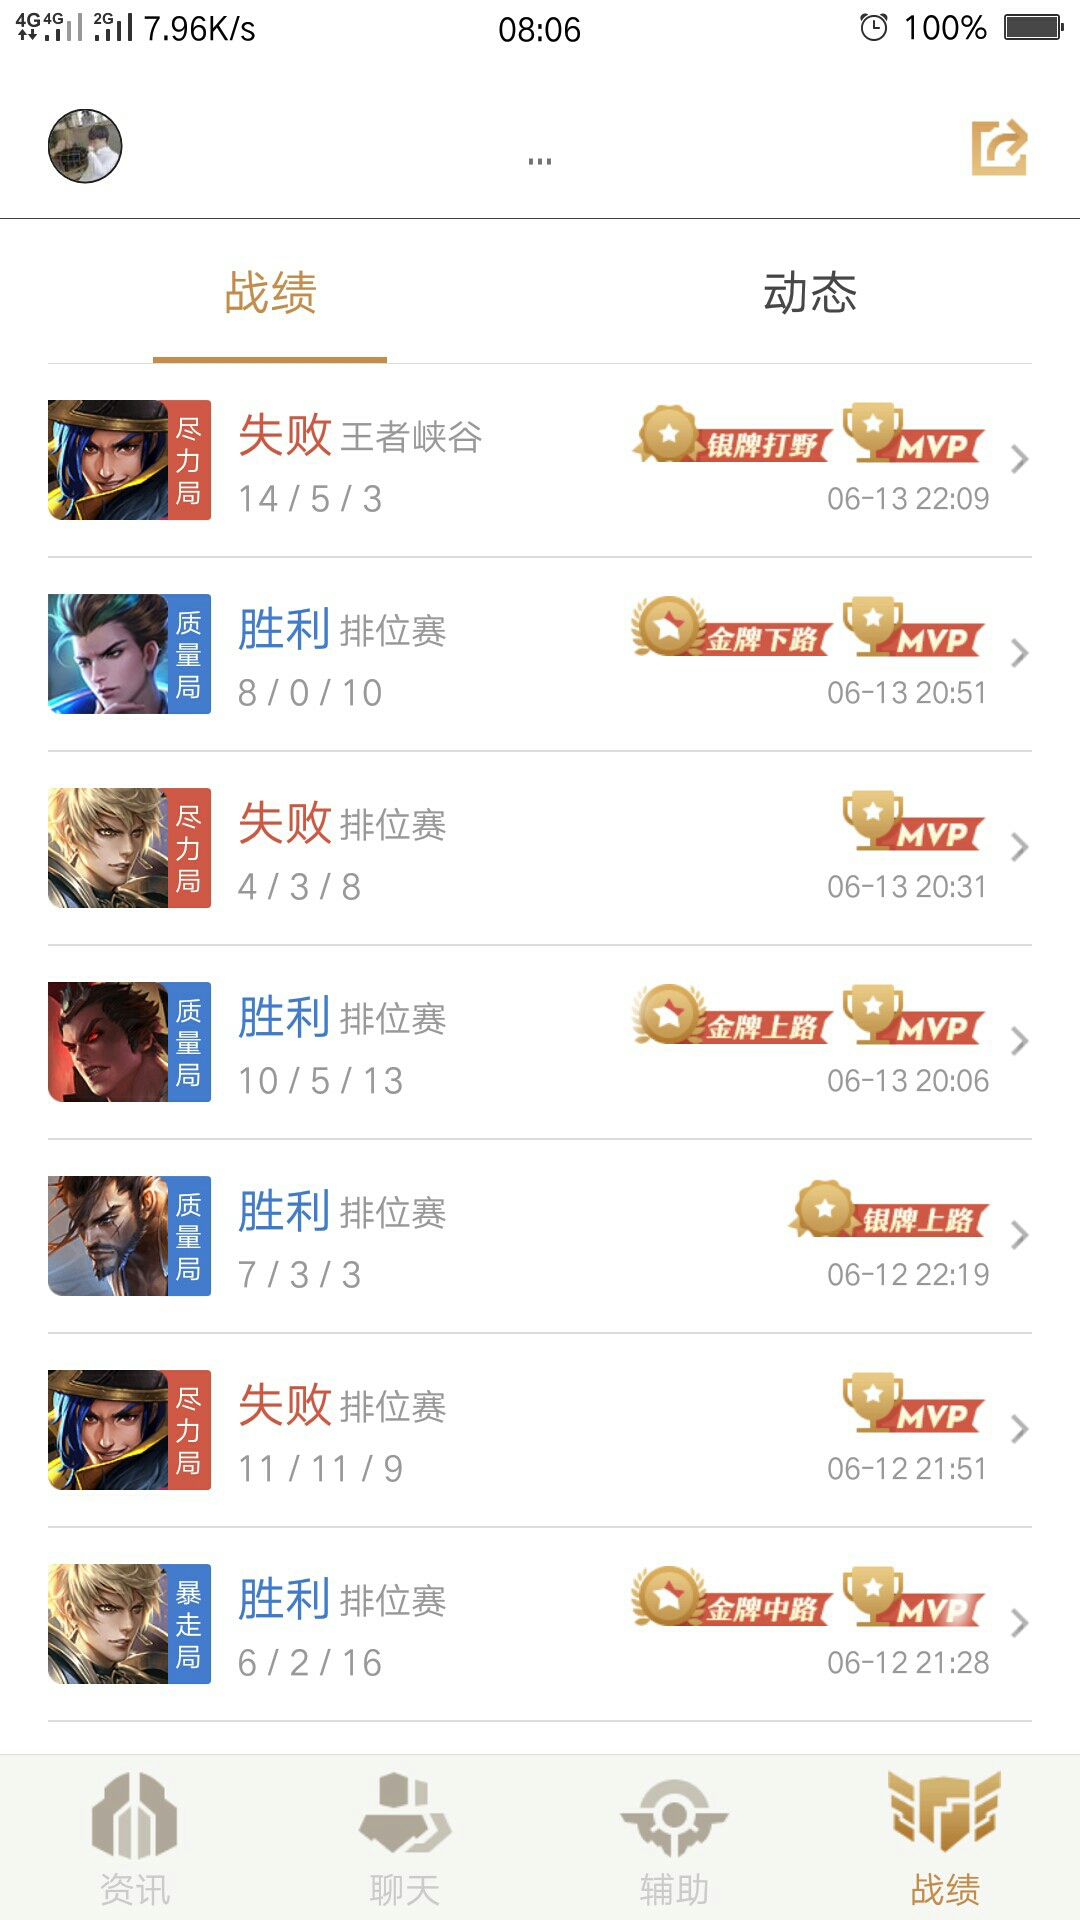 4G 4G 2G 7.96K/s 08:06 100%
...
战绩 动态
尽力局 失败 王者峡谷 银牌打野 MVP
14 / 5 / 3 06-13 22:09
质量局 胜利 排位赛 金牌下路 MVP
8 / 0 / 10 06-13 20:51
尽力局 失败 排位赛 MVP
4 / 3 / 8 06-13 20:31
质量局 胜利 排位赛 金牌上路 MVP
10 / 5 / 13 06-13 20:06
质量局 胜利 排位赛 银牌上路
7 / 3 / 3 06-12 22:19
尽力局 失败 排位赛 MVP
11 / 11 / 9 06-12 21:51
暴走局 胜利 排位赛 金牌中路 MVP
6 / 2 / 16 06-12 21:28
资讯 聊天 辅助 战绩